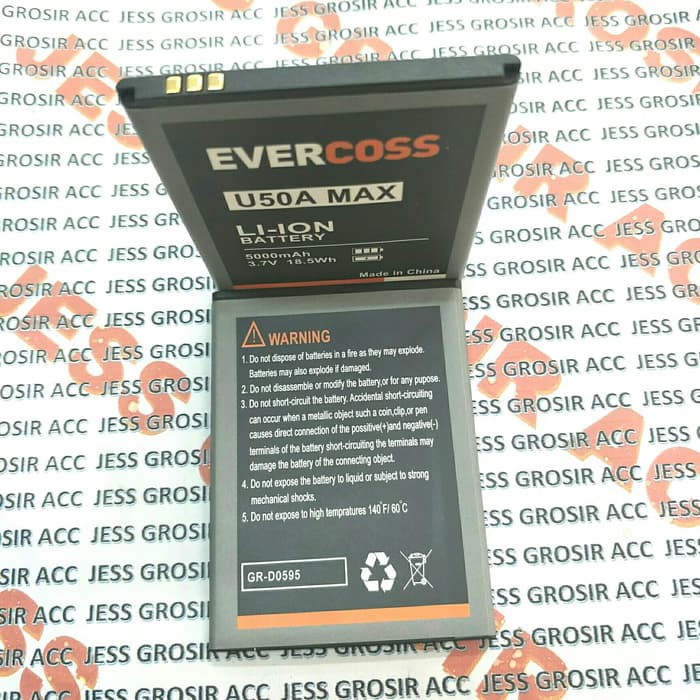 EVERCOSS
U50A MAX
LI-ION
BATTERY
5000mAh
3.7V 18.5Wh
Made in China
WARNING
1. Do not dispose of batteries in a fire as they may explode.
Batteries may also explode if damaged.
2. Do not disassemble or modify the battery,or for any pupose.
3. Do not short-circuit the battery. Accidental short-circuiting
can occur when a metallic object such a coin,clip,or pen
causes direct connection of the possitive(+)and negative(-)
terminals of the battery short-circuiting the terminals may
damage the battery of the connecting object.
4. Do not expose the battery to liquid or subject to strong
mechanical shocks.
5. Do not expose to high tempratures 140°F/ 60°C
GR-D0595
JESS GROSIR ACC